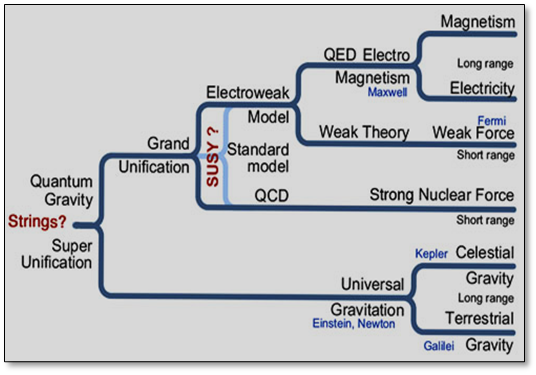 Magnetism
Long range
QED Electro
Magnetism
Maxwell
Electricity
Electroweak
Model
Fermi
Weak Theory
Weak Force
Short range
Grand
Unification
SUSY ?
Standard
model
QCD
Strong Nuclear Force
Short range
Quantum
Gravity
Strings?
Super
Unification
Kepler
Celestial
Gravity
Long range
Universal
Gravitation
Einstein, Newton
Terrestrial
Galilei
Gravity